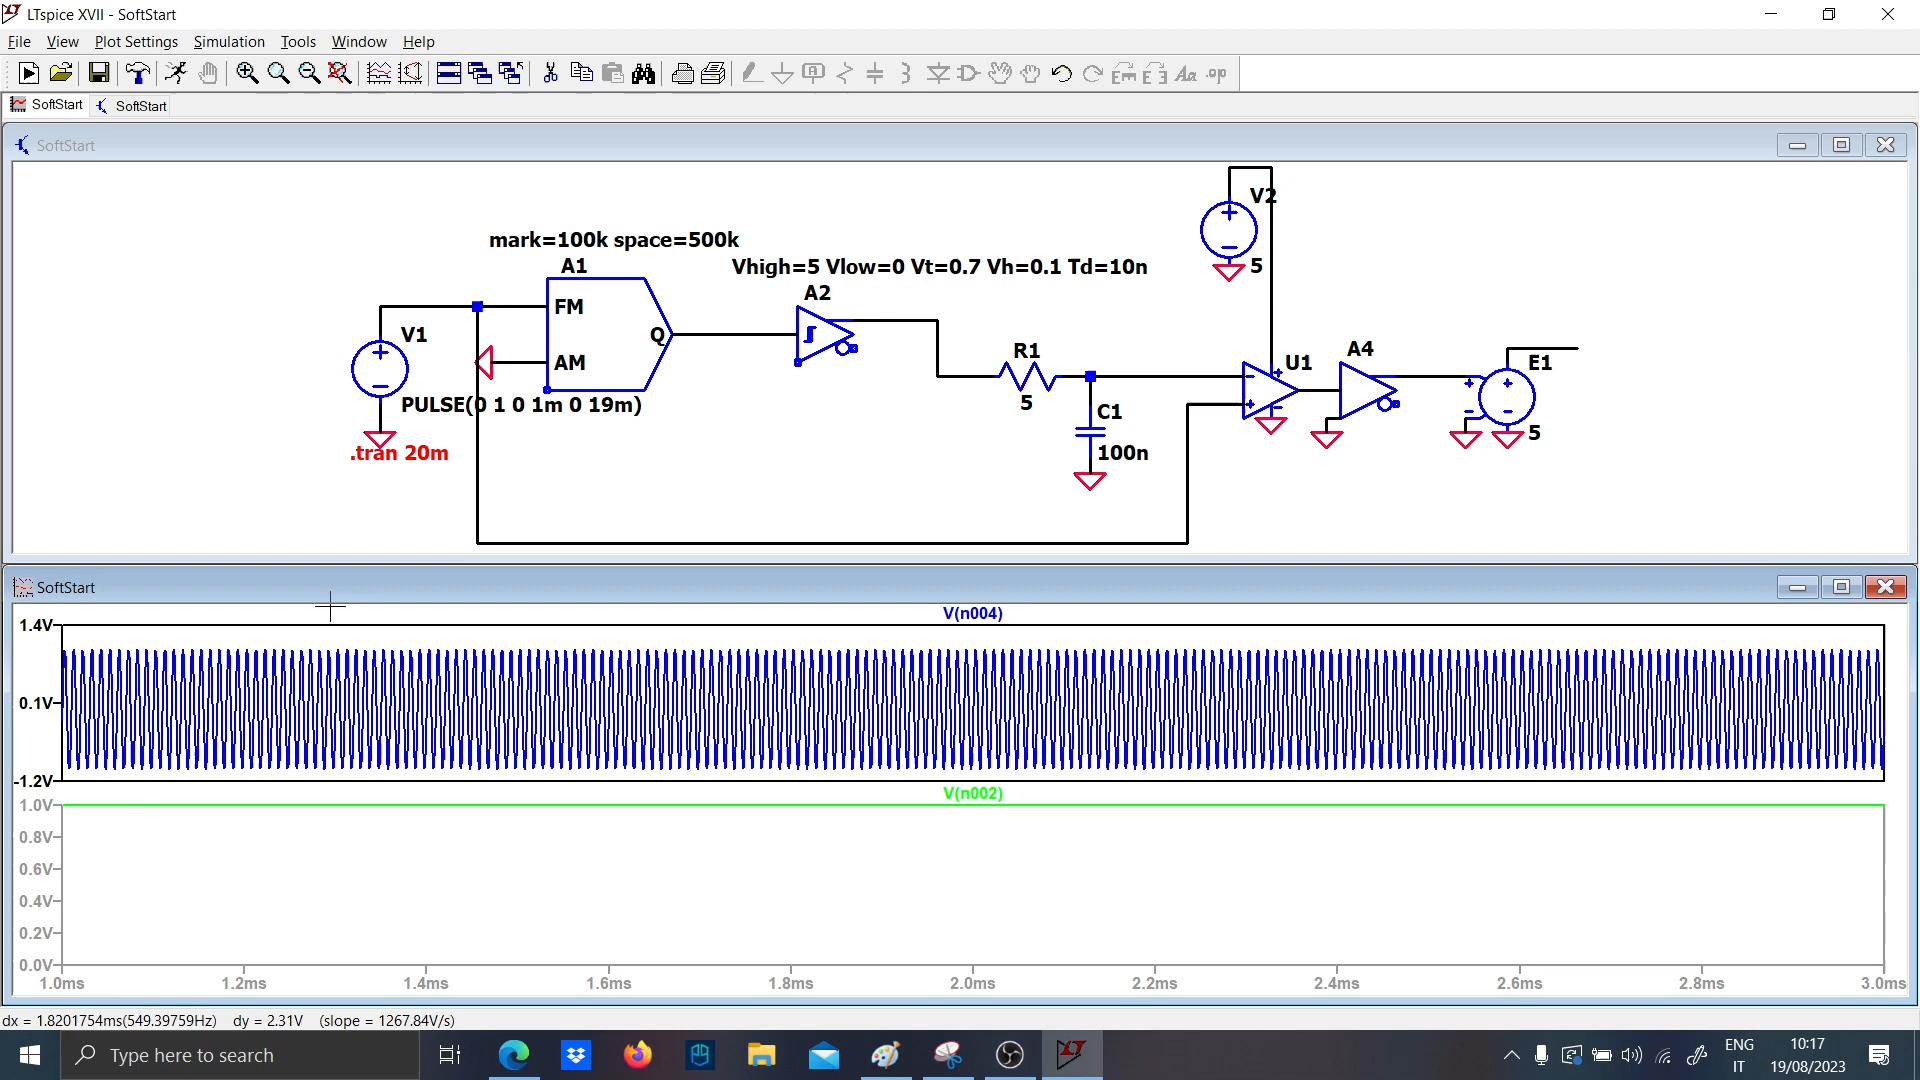 LTspice XVII - SoftStart
File View Plot Settings Simulation Tools Window Help
SoftStart SoftStart
SoftStart
V2
5
mark=100k space=500k
A1
FM
AM
Q
Vhigh=5 Vlow=0 Vt=0.7 Vh=0.1 Td=10n
A2
V1
PULSE(0 1 0 1m 0 19m)
.tran 20m
R1
5
C1
100n
U1
A4
E1
5
SoftStart
V(n004)
1.4V
0.1V
-1.2V
V(n002)
1.0V
0.8V
0.6V
0.4V
0.2V
0.0V
1.0ms 1.2ms 1.4ms 1.6ms 1.8ms 2.0ms 2.2ms 2.4ms 2.6ms 2.8ms 3.0ms
dx = 1.8201754ms(549.39759Hz) dy = 2.31V (slope = 1267.84V/s)
Type here to search
ENG
IT
10:17
19/08/2023